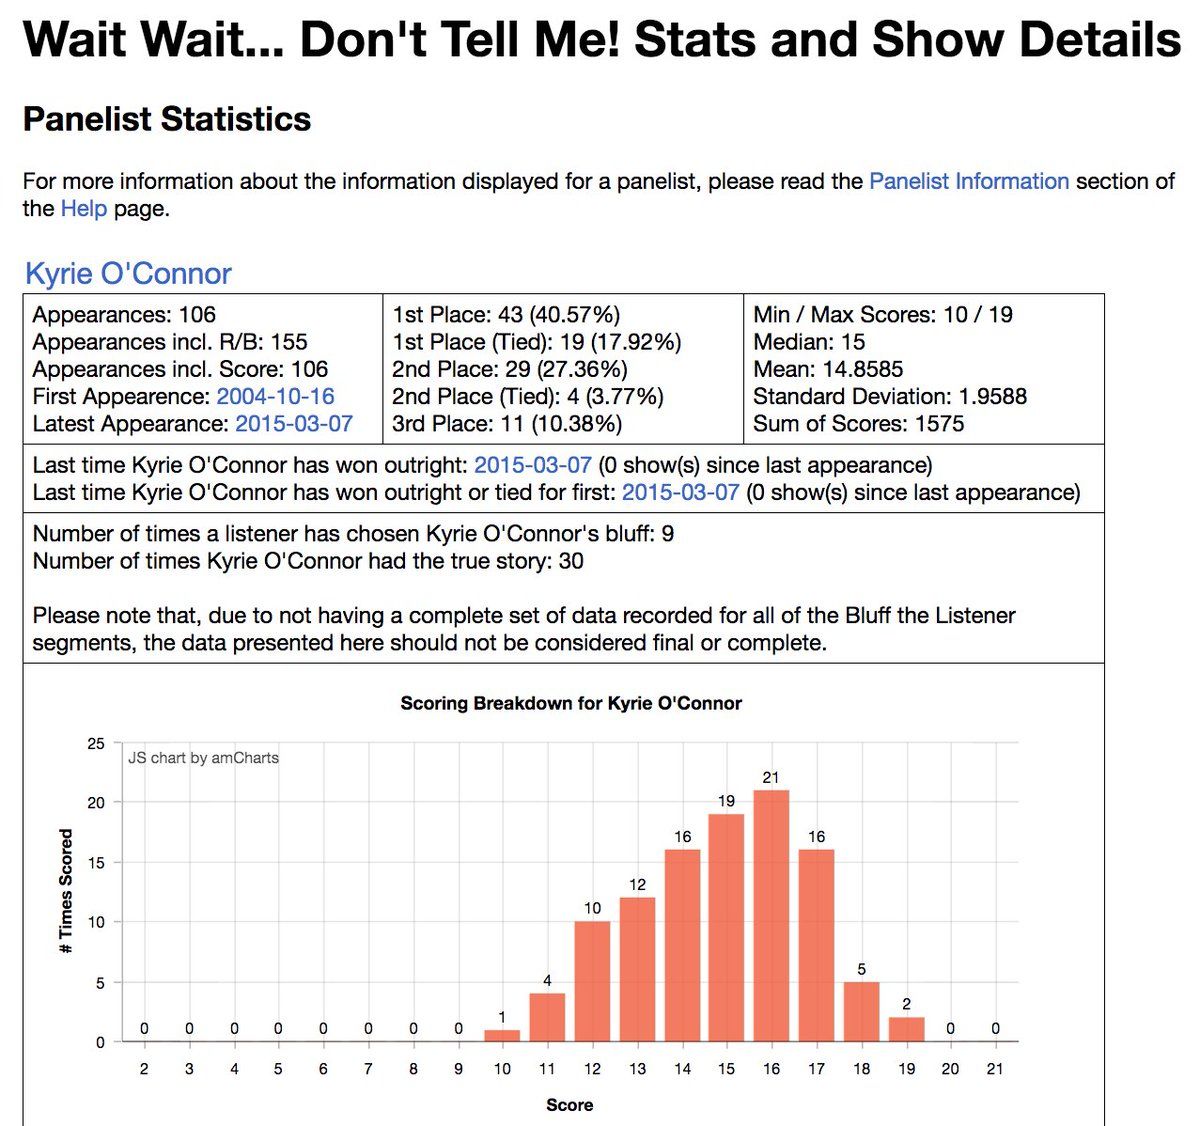 Wait Wait... Don't Tell Me! Stats and Show Details
Panelist Statistics
For more information about the information displayed for a panelist, please read the Panelist Information section of
the Help page.
Kyrie O'Connor
Appearances: 106
Appearances incl. R/B: 155
Appearances incl. Score: 106
First Appearence: 2004-10-16
Latest Appearance: 2015-03-07
1st Place: 43 (40.57%)
1st Place (Tied): 19 (17.92%)
2nd Place: 29 (27.36%)
2nd Place (Tied): 4 (3.77%)
3rd Place: 11 (10.38%)
Min / Max Scores: 10 / 19
Median: 15
Mean: 14.8585
Standard Deviation: 1.9588
Sum of Scores: 1575
Last time Kyrie O'Connor has won outright: 2015-03-07 (0 show(s) since last appearance)
Last time Kyrie O'Connor has won outright or tied for first: 2015-03-07 (0 show(s) since last appearance)
Number of times a listener has chosen Kyrie O'Connor's bluff: 9
Number of times Kyrie O'Connor had the true story: 30
Please note that, due to not having a complete set of data recorded for all of the Bluff the Listener
segments, the data presented here should not be considered final or complete.
Scoring Breakdown for Kyrie O'Connor
JS chart by amCharts
# Times Scored
25
20
15
10
5
0
0 0 0 0 0 0 0 0 1 4 10 12 16 19 21 16 5 2 0 0
2 3 4 5 6 7 8 9 10 11 12 13 14 15 16 17 18 19 20 21
Score